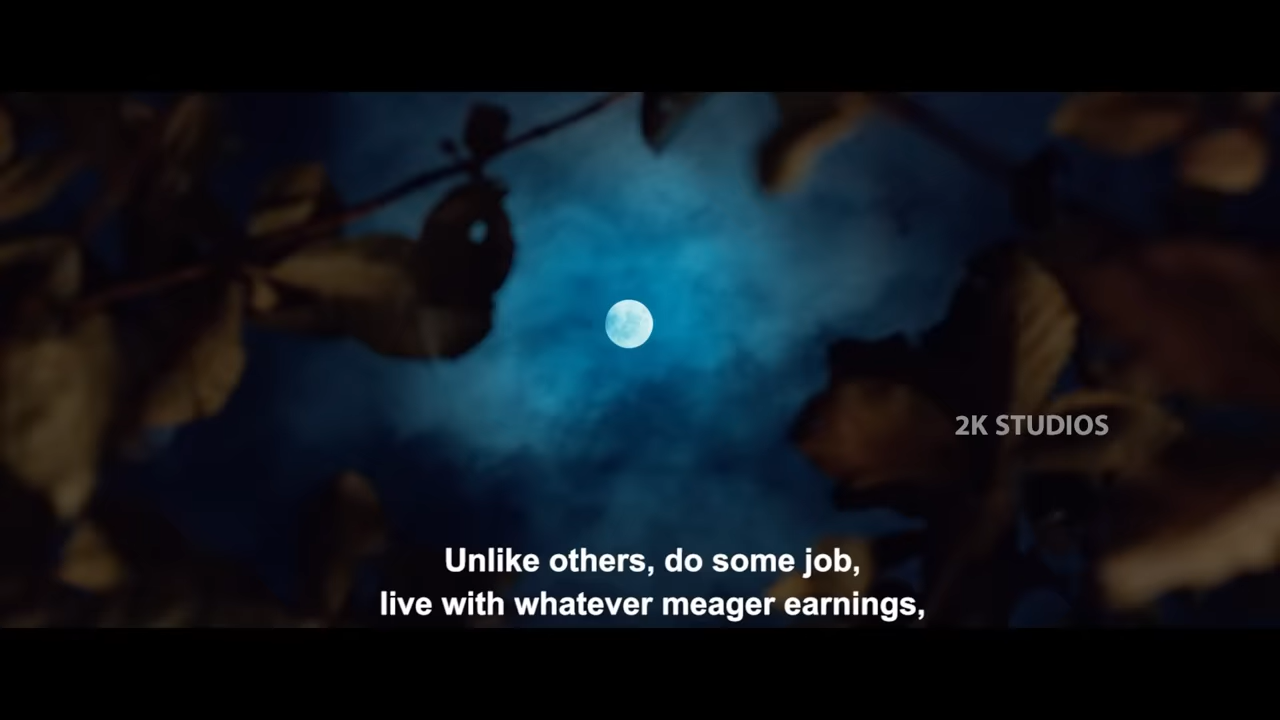 2K STUDIOS
Unlike others, do some job,
live with whatever meager earnings,